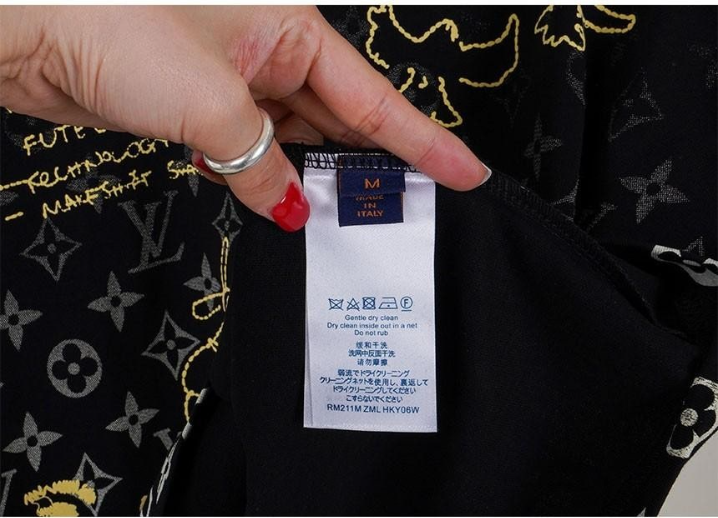 FUTE
TECHNOLOGY
MAKESHIFT
M
MADE
IN
ITALY
LV
Gentle dry clean
Dry clean inside out in a net
Do not rub
缓和干洗
洗网中反面干洗
请勿摩擦
弱流でドライクリーニング
クリーニングネットを使用し、裏返して
ドライクリーニングしてください
こすらないでください
RM211M ZML HKY06W